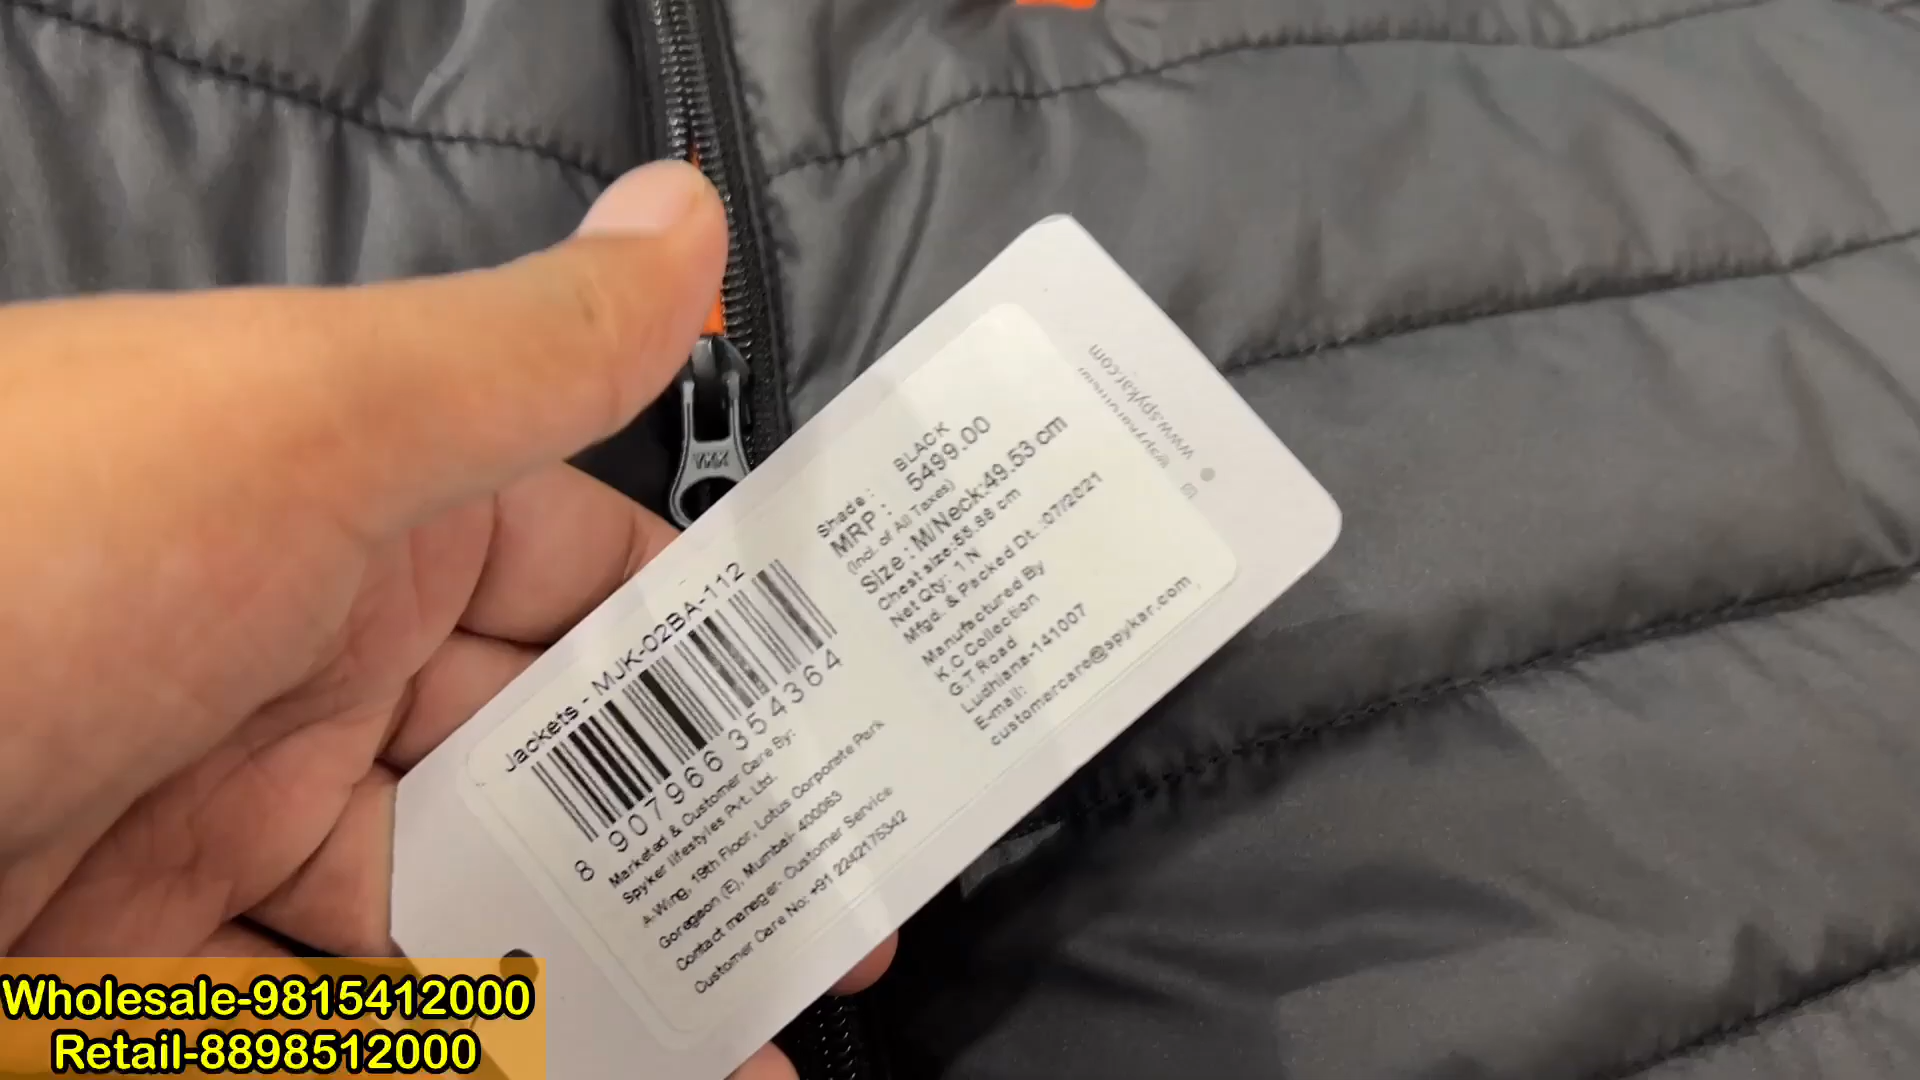 YKK
Jackets - MJK-02BA-112
8 907966 354364
Marketed & Customer Care By:
Spyker lifestyles Pvt. Ltd.
A-Wing, 19th Floor, Lotus Corporate Park
Goregaon (E), Mumbai- 400063
Contact manager- Customer Service
Customer Care No: +91 2242175342
Shade : BLACK
MRP : 5499.00
(Incl. of All Taxes)
Size : M/Neck:49.53 cm
Chest size:55.88 cm
Net Qty: 1 N
Mfgd. & Packed Dt. :07/2021
Manufactured By
K.C Collection
G.T Road
Ludhiana-141007
E-mail:
customercare@spykar.com
www.spykar.com
Wholesale-9815412000
Retail-8898512000